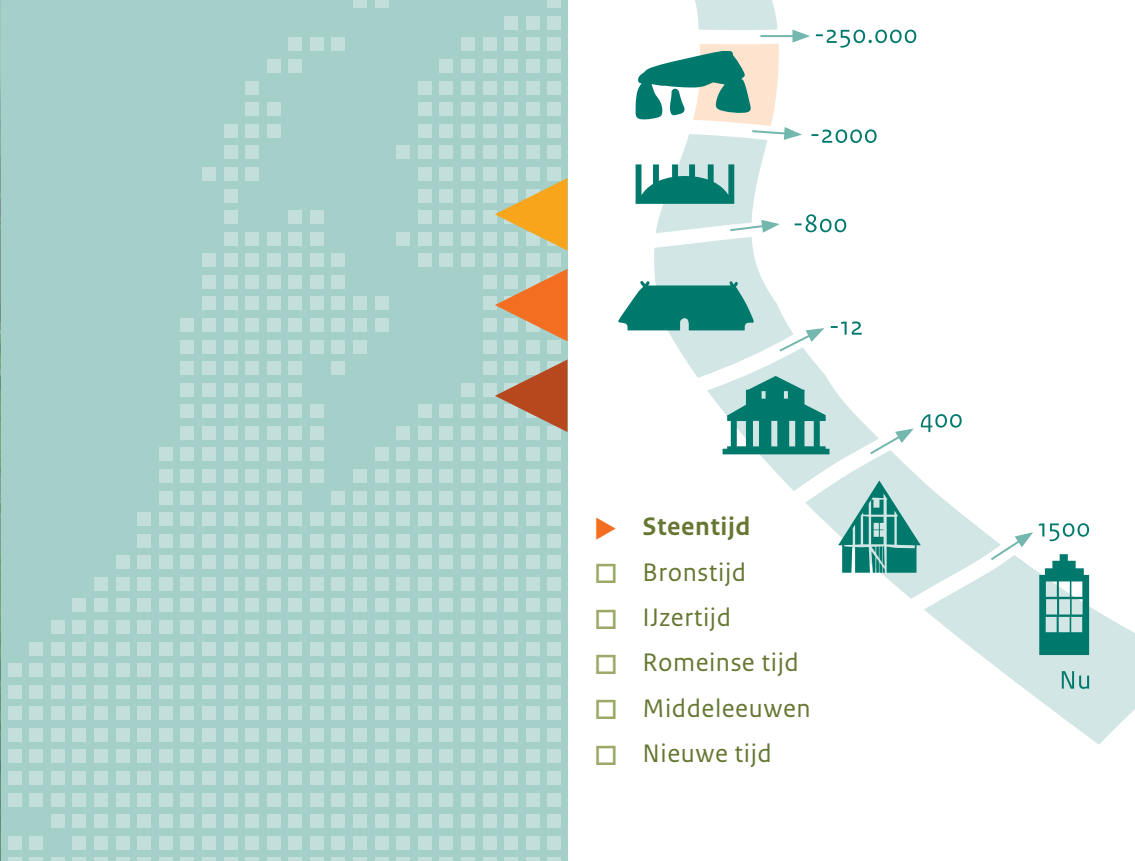 -250.000
-2000
-800
-12
400
1500
Nu
Steentijd
Bronstijd
IJzertijd
Romeinse tijd
Middeleeuwen
Nieuwe tijd